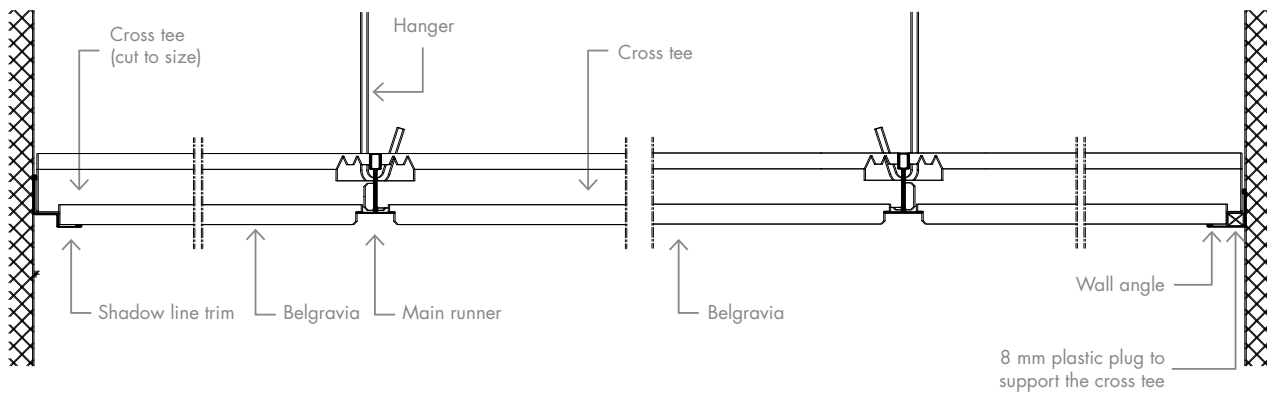 Hanger
Cross tee
(cut to size)
Cross tee
Shadow line trim
Belgravia
Main runner
Belgravia
Wall angle
8 mm plastic plug to
support the cross tee